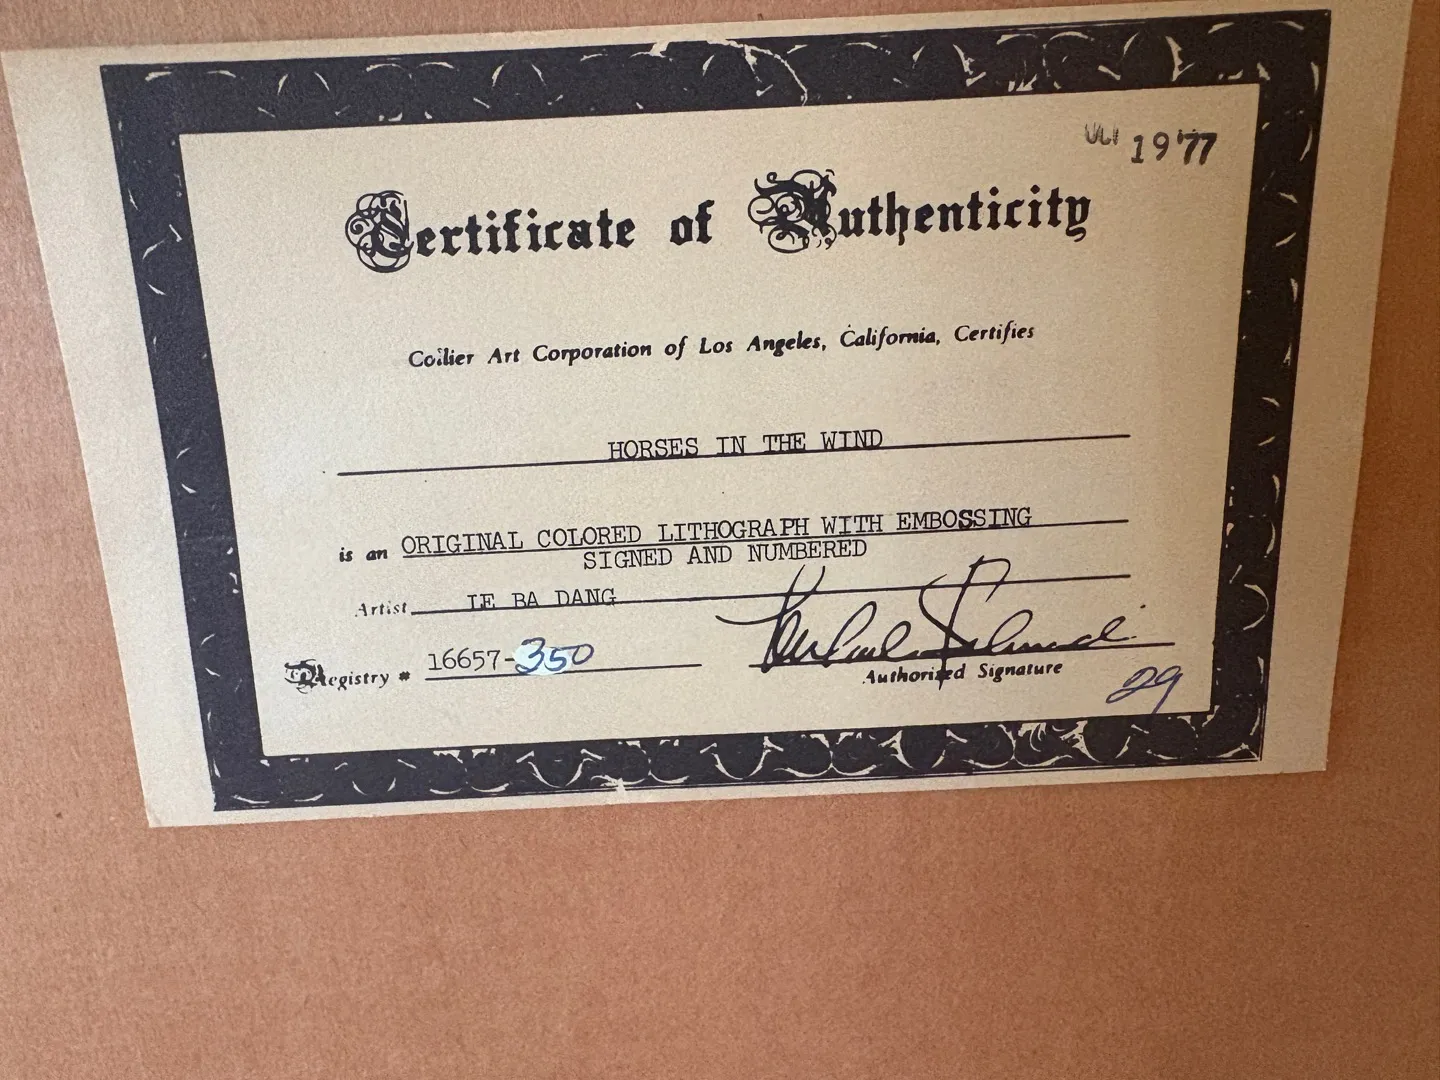 OCT 1977
Certificate of Authenticity
Collier Art Corporation of Los Angeles, California, Certifies
HORSES IN THE WIND
is an ORIGINAL COLORED LITHOGRAPH WITH EMBOSSING
SIGNED AND NUMBERED
Artist LE BA DANG
Registry # 16657-350
Authorized Signature
29